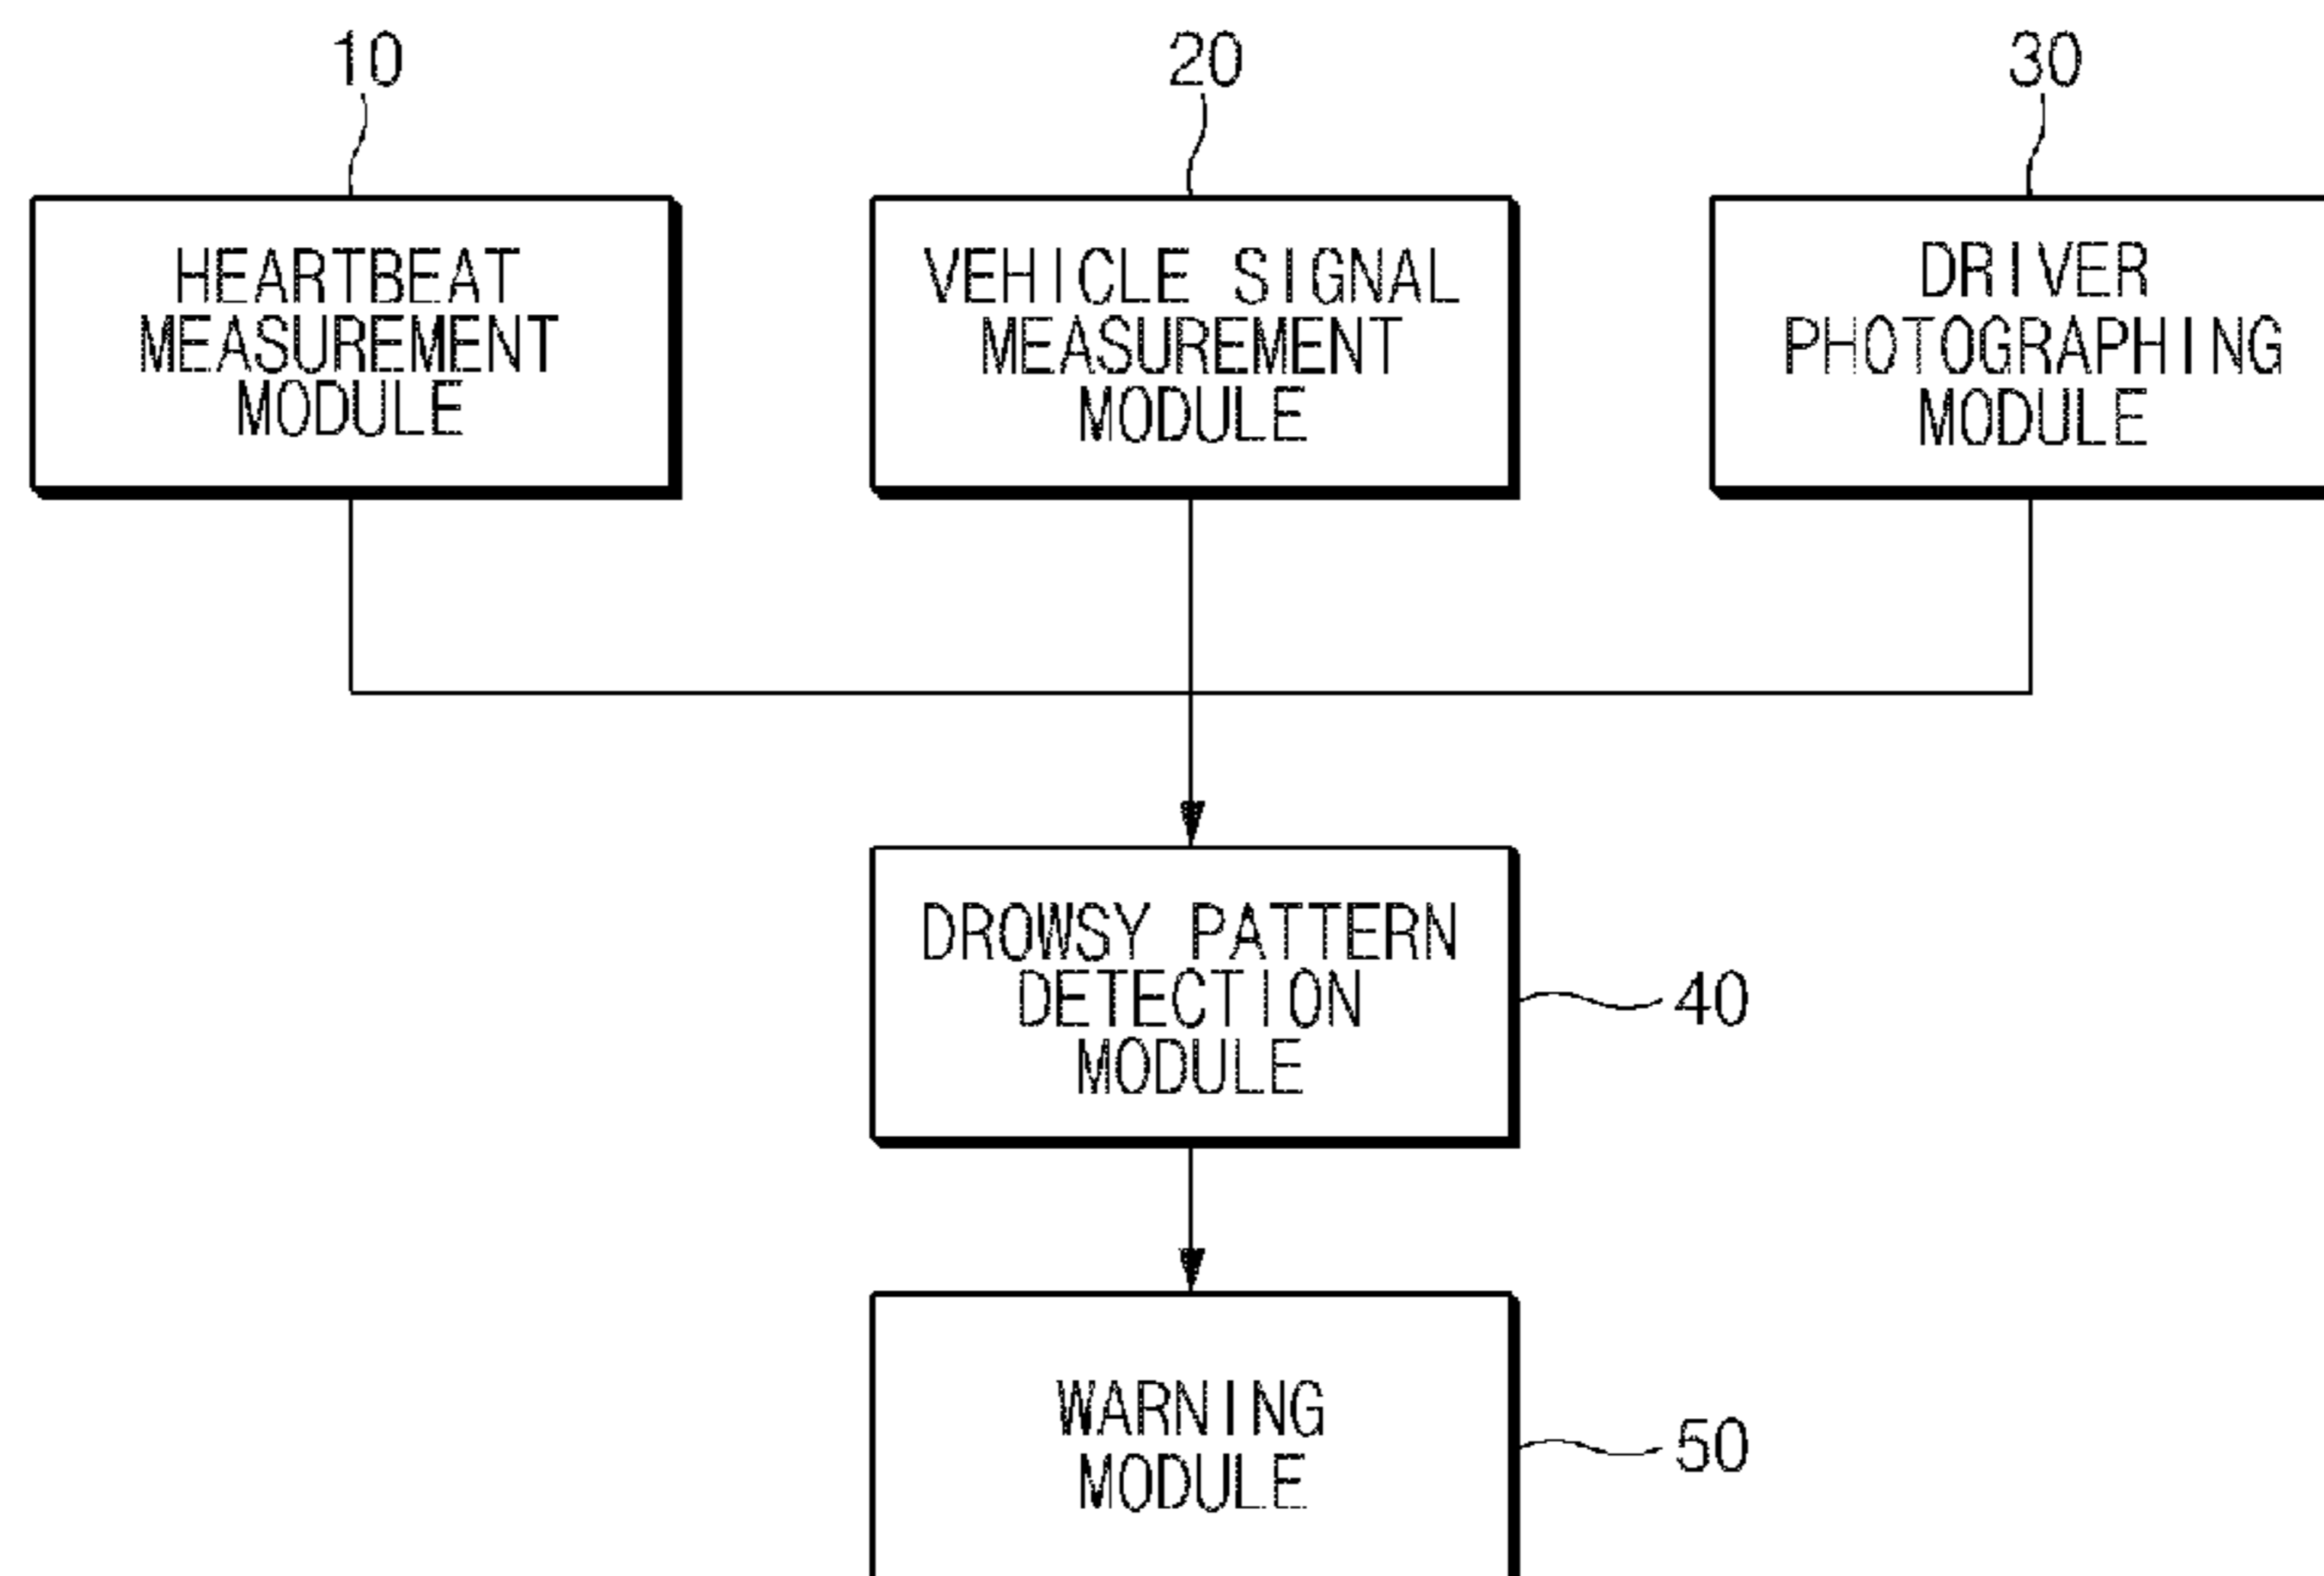 10
20
30
HEARTBEAT
MEASUREMENT
MODULE
VEHICLE SIGNAL
MEASUREMENT
MODULE
DRIVER
PHOTOGRAPHING
MODULE
DROWSY PATTERN
DETECTION
MODULE
40
WARNING
MODULE
50